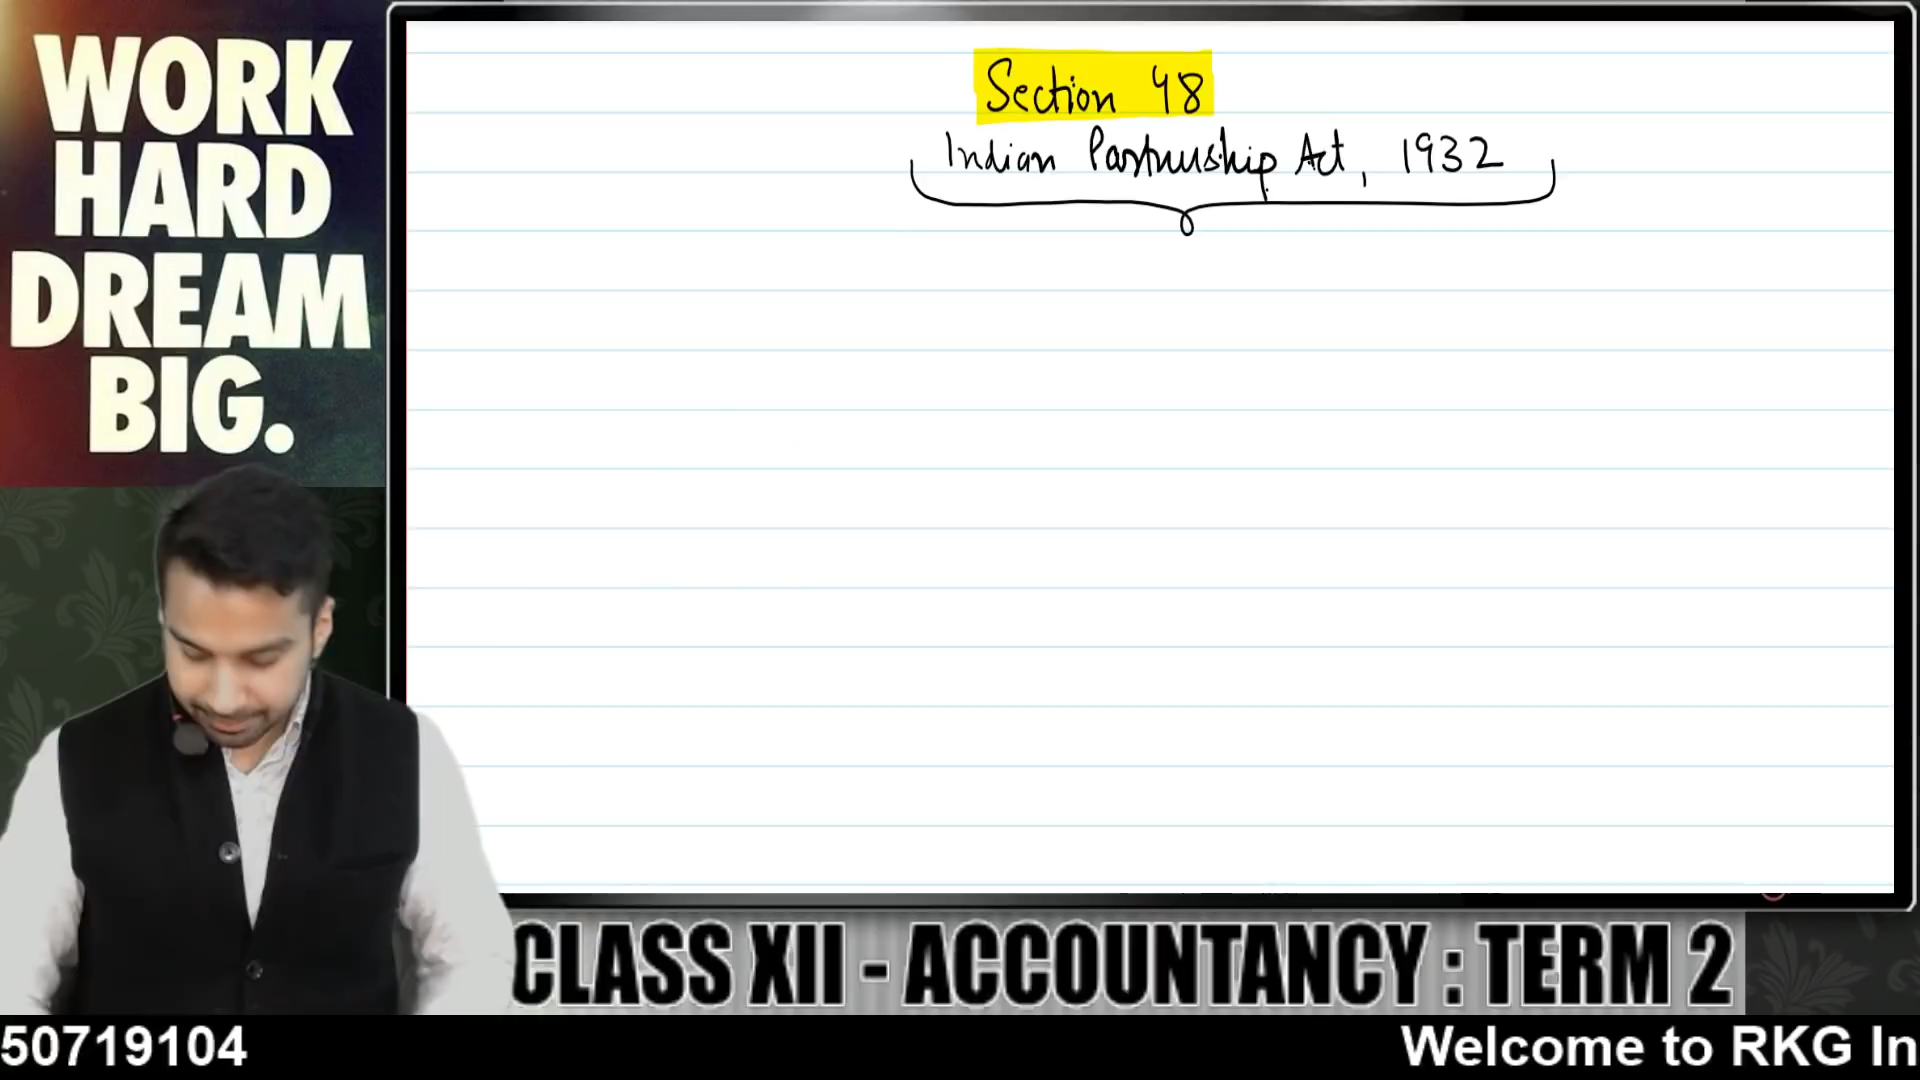 WORK
HARD
DREAM
BIG.
Section 48
Indian Partnership Act, 1932
CLASS XII - ACCOUNTANCY : TERM 2
50719104
Welcome to RKG In